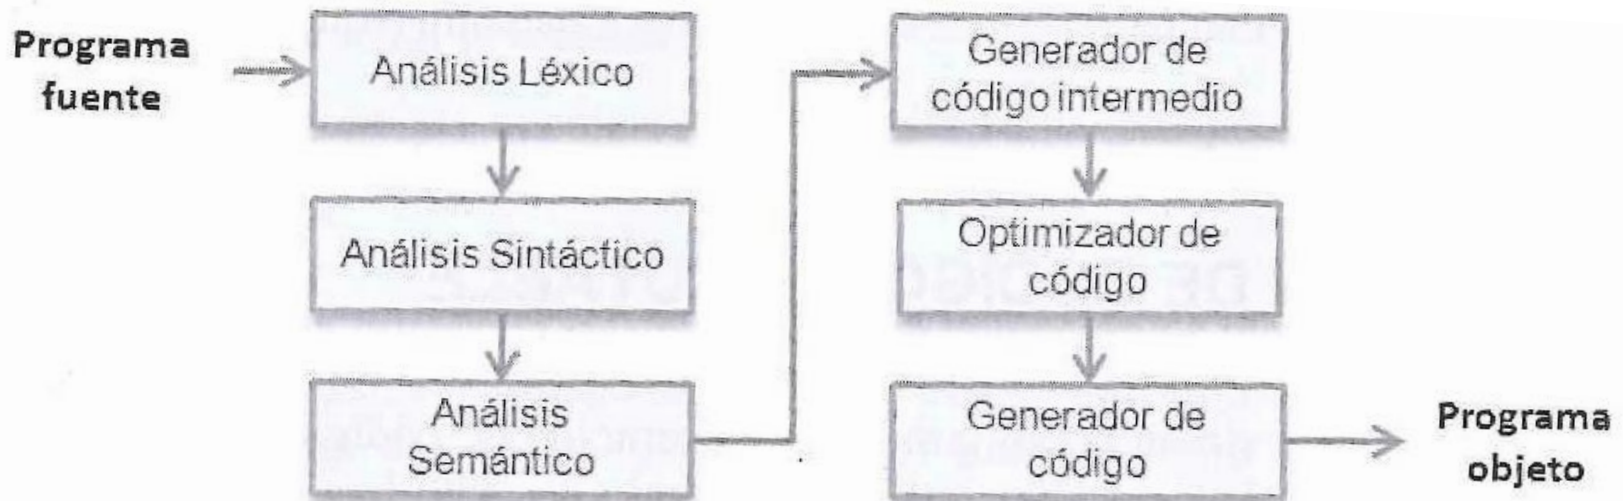 Programa
fuente
Análisis Léxico
Análisis Sintáctico
Análisis
Semántico
Generador de
código intermedio
Optimizador de
código
Generador de
código
Programa
objeto